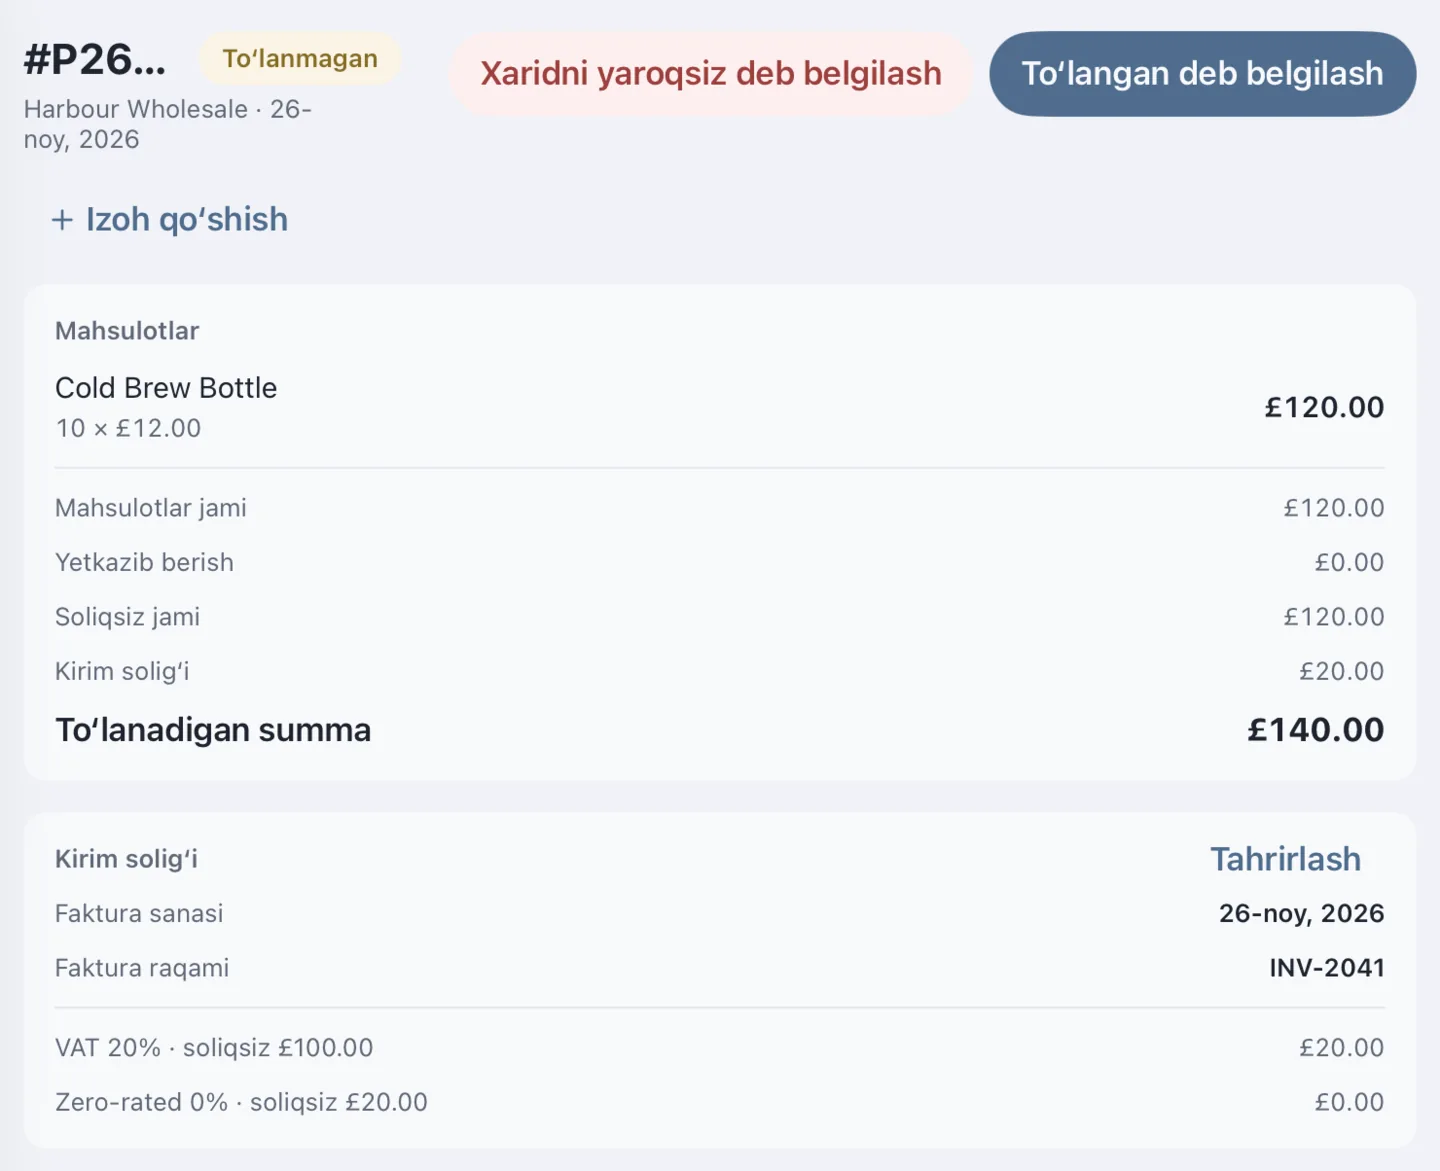 #P26...
To‘lanmagan
Xaridni yaroqsiz deb belgilash
To‘langan deb belgilash
Harbour Wholesale · 26-
noy, 2026
+ Izoh qo‘shish
Mahsulotlar
Cold Brew Bottle
10 × £12.00
£120.00
Mahsulotlar jami £120.00
Yetkazib berish £0.00
Soliqsiz jami £120.00
Kirim solig‘i £20.00
To‘lanadigan summa £140.00
Kirim solig‘i Tahrirlash
Faktura sanasi 26-noy, 2026
Faktura raqami INV-2041
VAT 20% · soliqsiz £100.00 £20.00
Zero-rated 0% · soliqsiz £20.00 £0.00